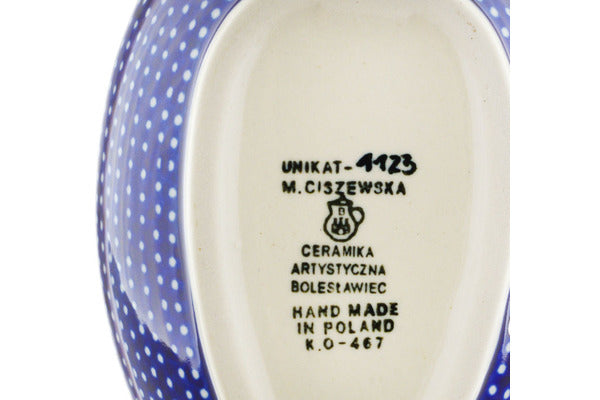 UNIKAT-1123
M.CISZEWSKA
B
CERAMIKA
ARTYSTYCZNA
BOLESŁAWIEC
HAND MADE
IN POLAND
K.O-467